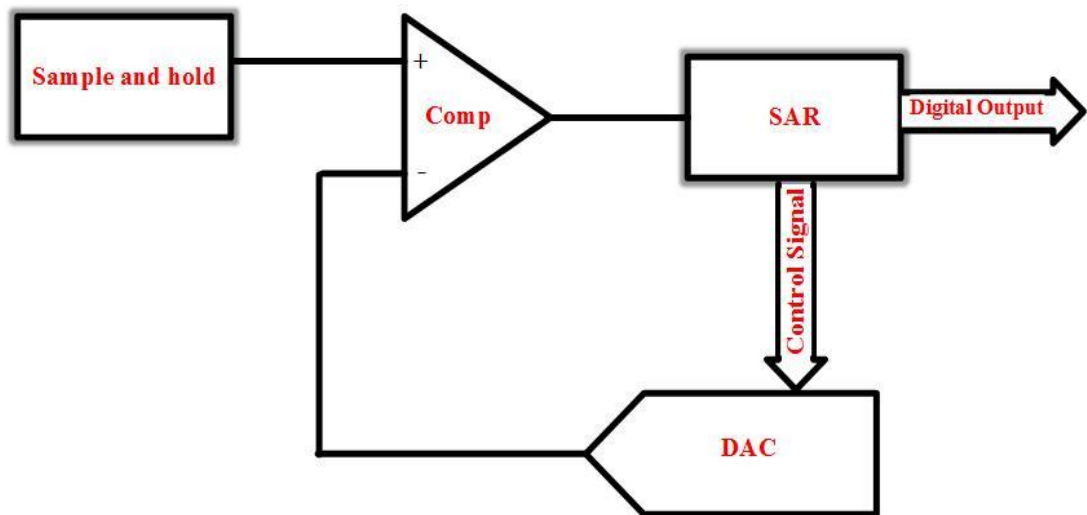 Sample and hold
+
Comp
-
SAR
Digital Output
Control Signal
DAC